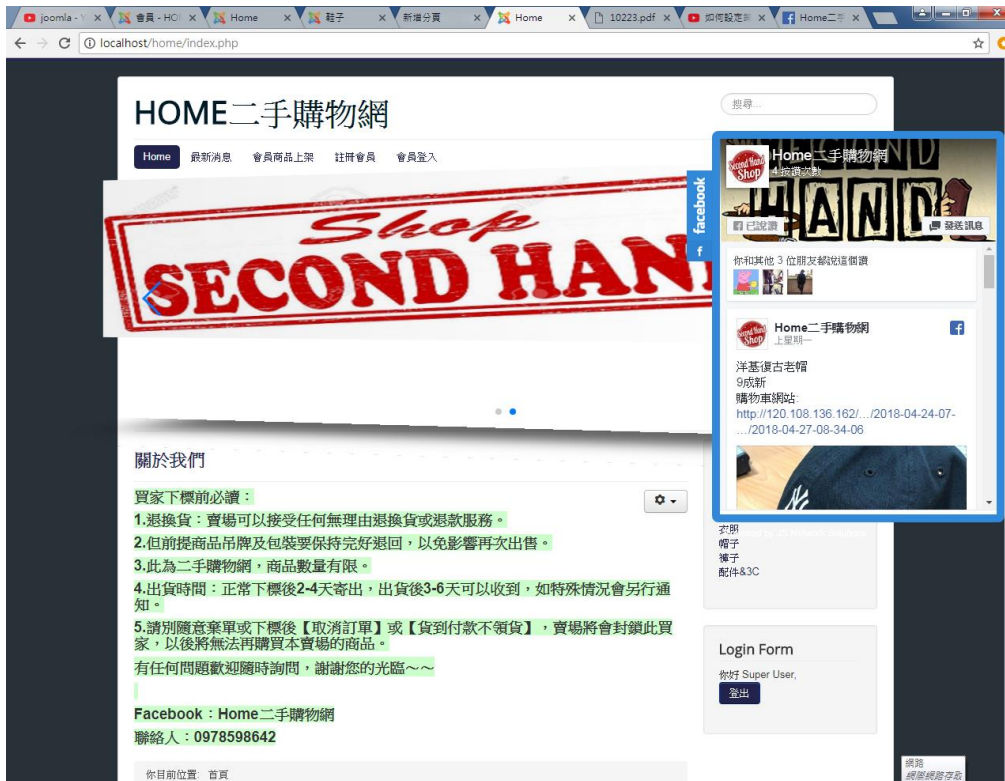 joomla - Y
會員 - HO
Home
鞋子
新增分頁
Home
10223.pdf
如何設定
Home二手
localhost/home/index.php
HOME二手購物網
搜尋...
Home 最新消息 會員商品上架 註冊會員 會員登入
Shop
SECOND HAND
facebook
Second Hand
Shop
Home二手購物網
4 按讚次數
HAND
已說讚
發送訊息
你和其他 3 位朋友都說這個讚
Second Hand
Shop
Home二手購物網
上星期一
洋基復古老帽
9成新
購物車網站:
http://120.108.136.162/.../2018-04-24-07-
.../2018-04-27-08-34-06
關於我們
買家下標前必讀：
1.退換貨：賣場可以接受任何無理由退換貨或退款服務。
2.但前提商品吊牌及包裝要保持完好退回，以免影響再次出售。
3.此為二手購物網，商品數量有限。
4.出貨時間：正常下標後2-4天寄出，出貨後3-6天可以收到，如特殊情況會另行通
知。
5.請別隨意棄單或下標後【取消訂單】或【貨到付款不領貨】，賣場將會封鎖此買
家，以後將無法再購買本賣場的商品。
有任何問題歡迎隨時詢問，謝謝您的光臨～～
Facebook：Home二手購物網
聯絡人：0978598642
衣服
帽子
褲子
配件&3C
Login Form
你好 Super User,
登出
你目前位置: 首頁
網路
網際網路存取